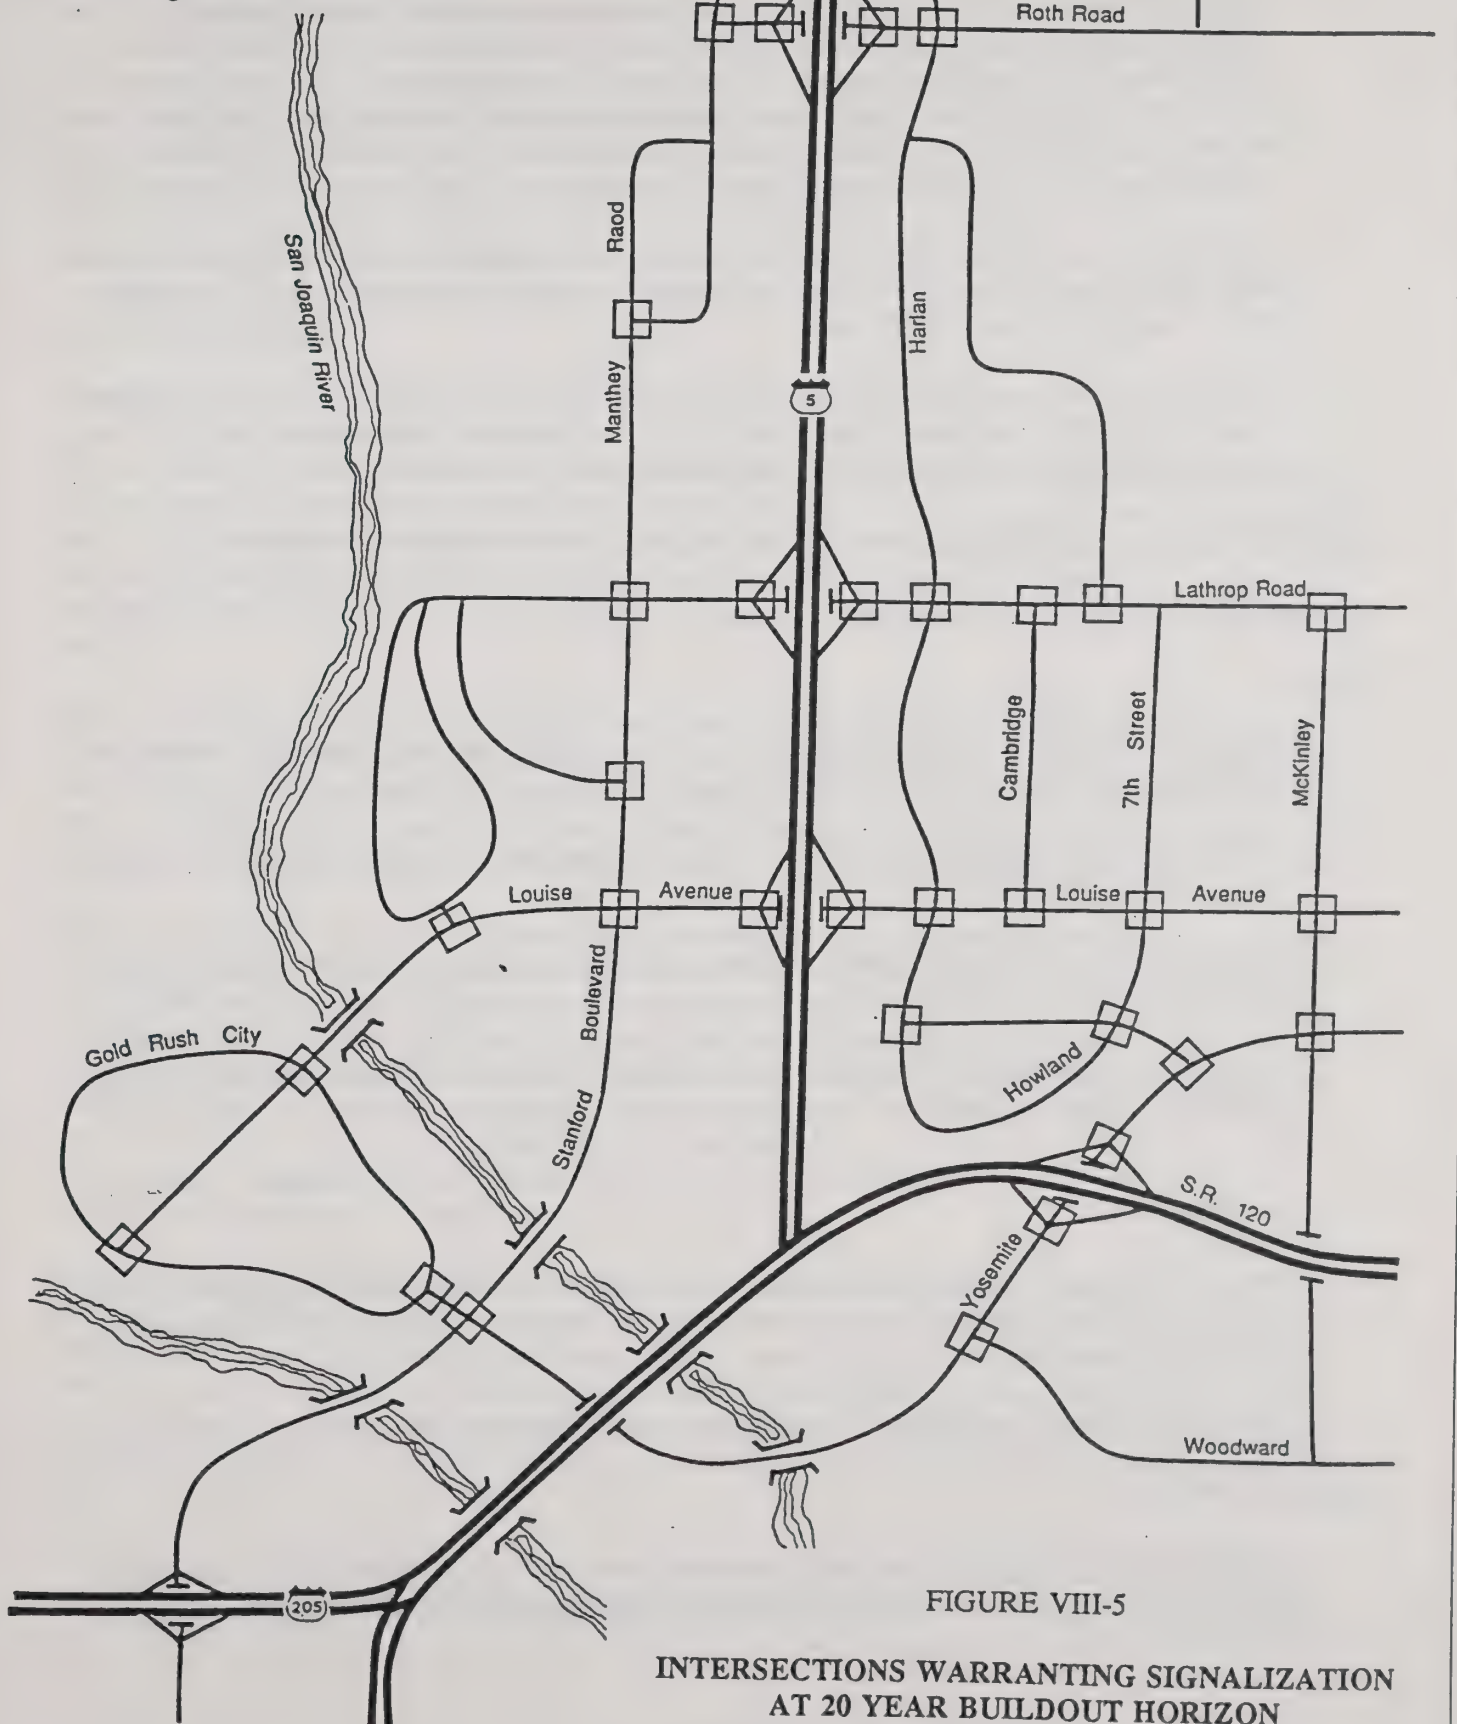 Roth Road
Raod
San Joaquin River
Harlan
5
Manthey
Lathrop Road
Cambridge
7th Street
McKinley
Louise Avenue
Louise Avenue
Boulevard
Gold Rush City
Howland
Stanford
S.R. 120
Yosemite
Woodward
205
FIGURE VIII-5
INTERSECTIONS WARRANTING SIGNALIZATION
AT 20 YEAR BUILDOUT HORIZON